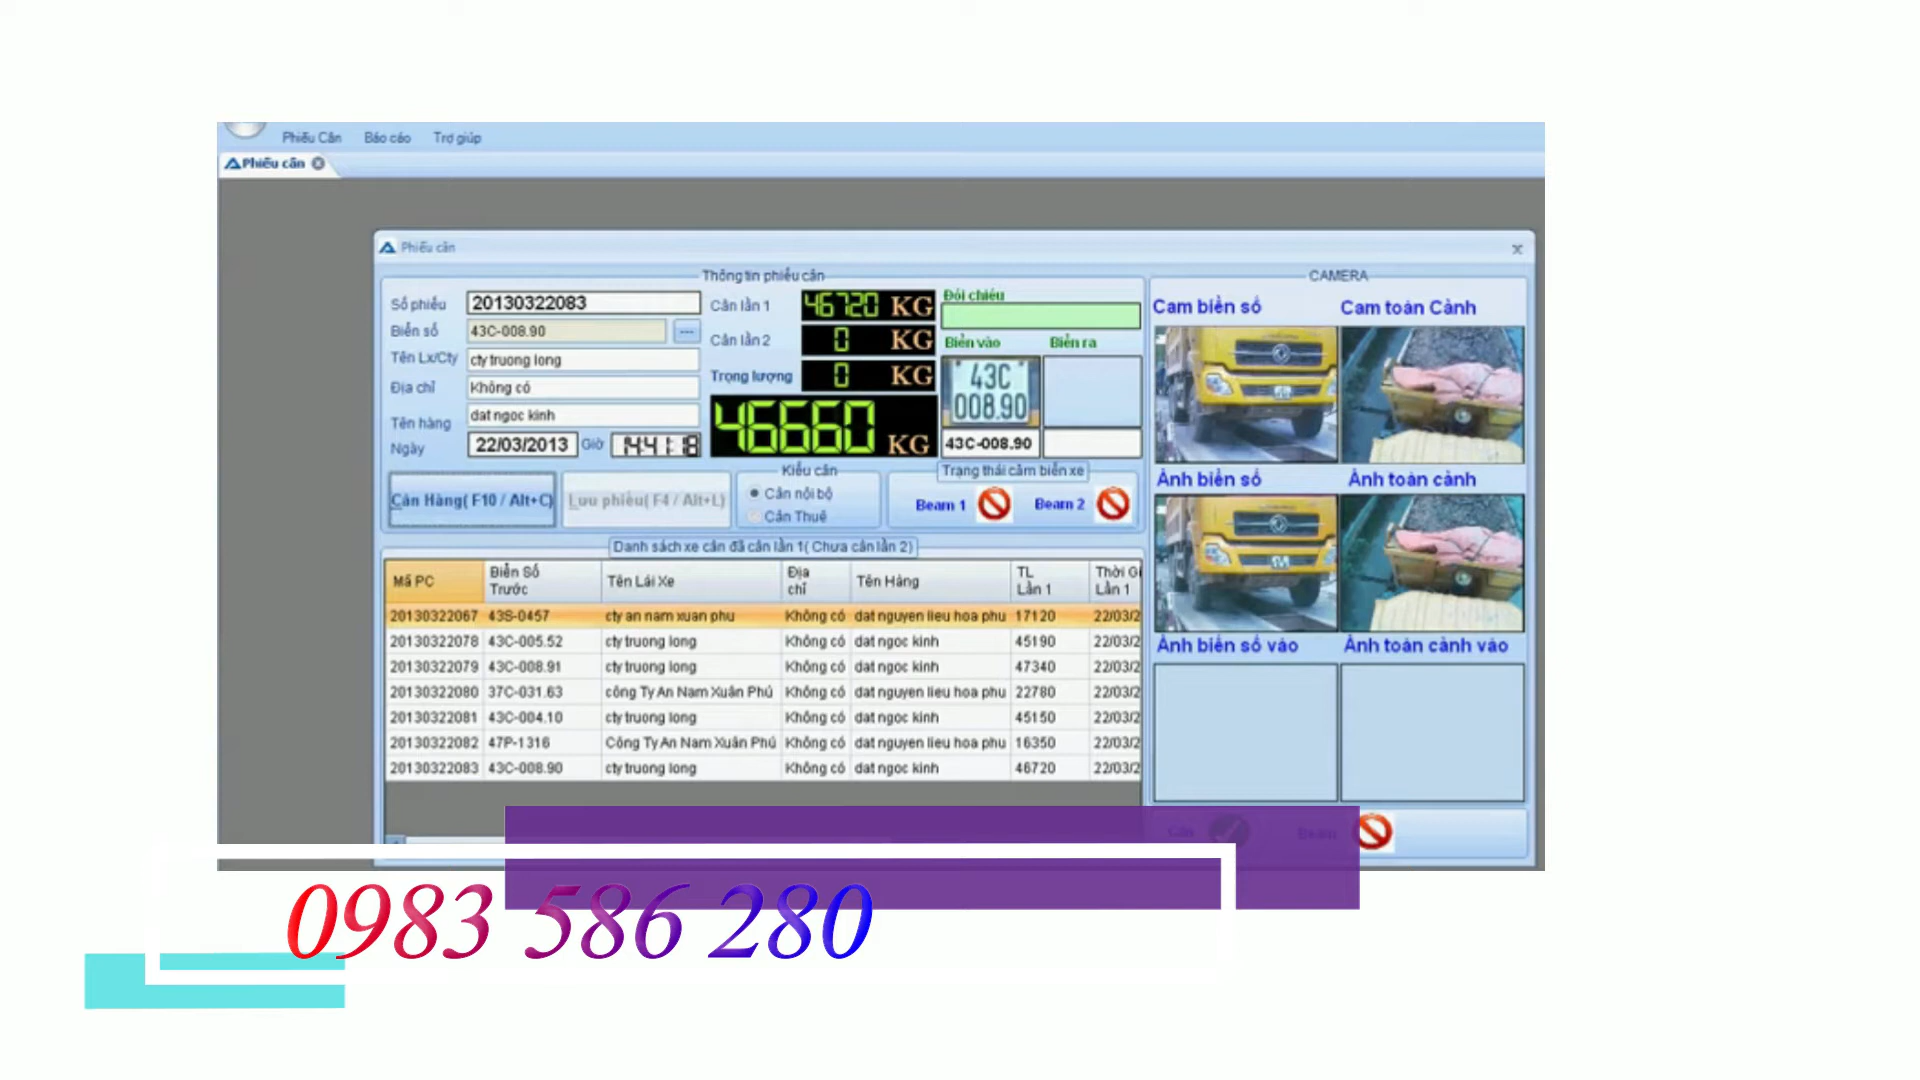 Phiếu Cân Báo cáo Trợ giúp
Phiếu cân
Phiếu cân
Thông tin phiếu cân
Số phiếu 20130322083
Biển số 43C-008.90 ...
Tên Lx/Cty cty truong long
Địa chỉ Không có
Tên hàng dat ngoc kinh
Ngày 22/03/2013 Giờ 14:41:18
Cân lần 1 46720 KG
Cân lần 2 0 KG
Trọng lượng 0 KG
46660 KG
Đối chiếu
Biển vào Biển ra
43C
008.90
43C-008.90
Cân Hàng( F10 / Alt+C) Lưu phiếu( F4 / Alt+L)
Kiểu cân
Cân nội bộ
Cân Thuê
Trạng thái cảm biến xe
Beam 1 Beam 2
Danh sách xe cân đã cân lần 1( Chưa cân lần 2)
Mã PC Biển Số Trước Tên Lái Xe Địa chỉ Tên Hàng TL Lần 1 Thời Gi Lần 1
20130322067 43S-0457 cty an nam xuan phu Không có dat nguyen lieu hoa phu 17120 22/03/2
20130322078 43C-005.52 cty truong long Không có dat ngoc kinh 45190 22/03/2
20130322079 43C-008.91 cty truong long Không có dat ngoc kinh 47340 22/03/2
20130322080 37C-031.63 công Ty An Nam Xuân Phú Không có dat nguyen lieu hoa phu 22780 22/03/2
20130322081 43C-004.10 cty truong long Không có dat ngoc kinh 45150 22/03/2
20130322082 47P-1316 Công Ty An Nam Xuân Phú Không có dat nguyen lieu hoa phu 16350 22/03/2
20130322083 43C-008.90 cty truong long Không có dat ngoc kinh 46720 22/03/2
CAMERA
Cam biển số Cam toàn Cảnh
Ảnh biển số Ảnh toàn cảnh
Ảnh biển số vào Ảnh toàn cảnh vào
Cân Beam
0983 586 280